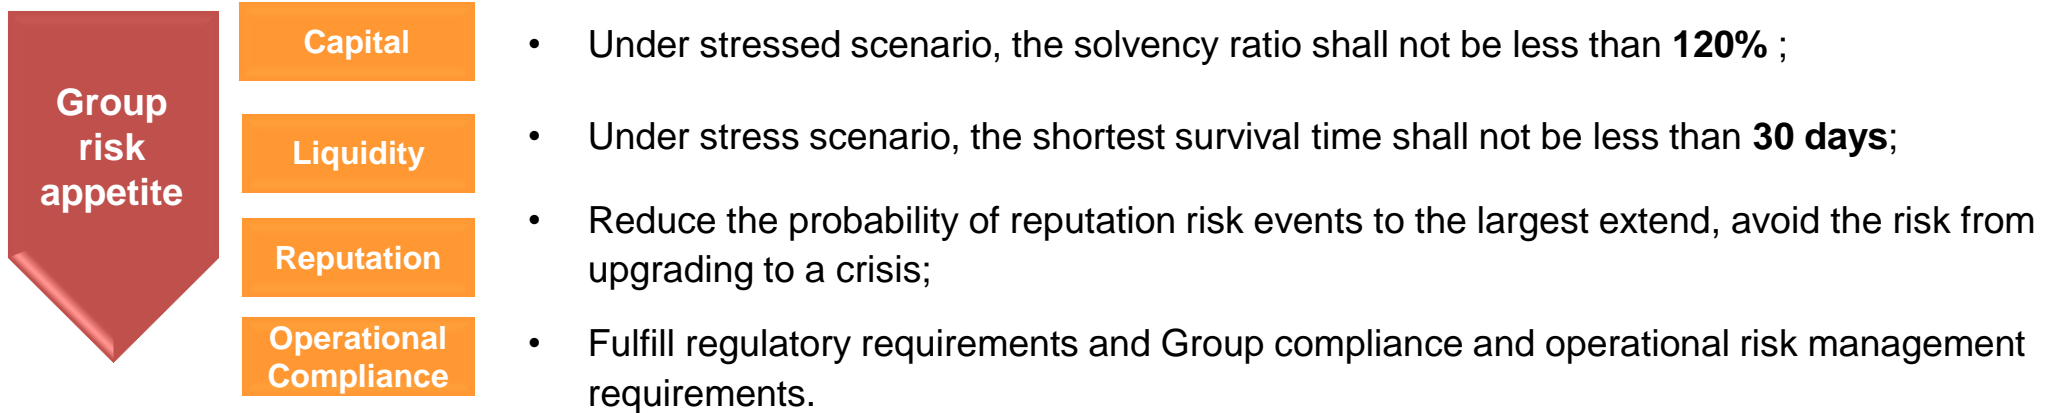 Group
risk
appetite
Capital
• Under stressed scenario, the solvency ratio shall not be less than 120% ;
Liquidity
• Under stress scenario, the shortest survival time shall not be less than 30 days;
Reputation
• Reduce the probability of reputation risk events to the largest extend, avoid the risk from
upgrading to a crisis;
Operational
Compliance
• Fulfill regulatory requirements and Group compliance and operational risk management
requirements.